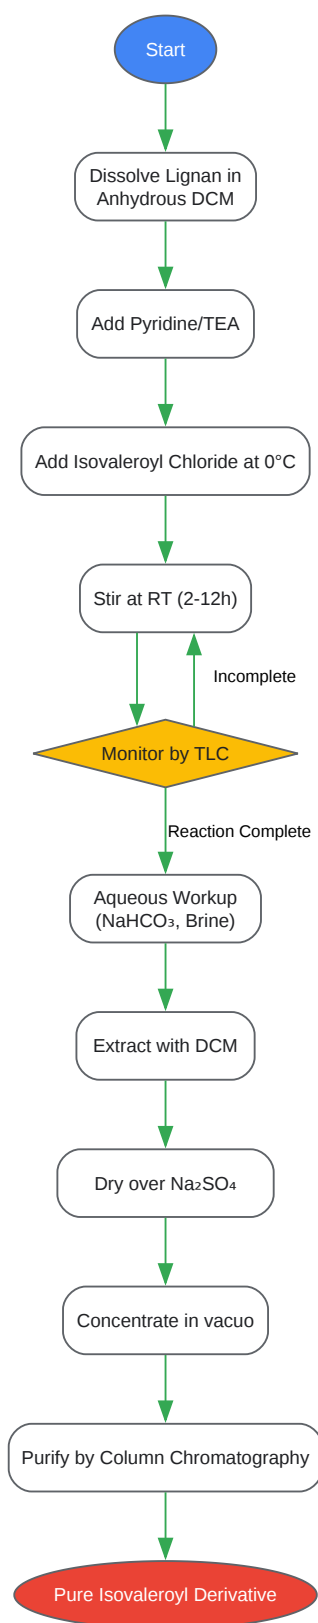 Start
Dissolve Lignan in
Anhydrous DCM
Add Pyridine/TEA
Add Isovaleroyl Chloride at 0°C
Stir at RT (2-12h)
Incomplete
Monitor by TLC
Reaction Complete
Aqueous Workup
(NaHCO₃, Brine)
Extract with DCM
Dry over Na₂SO₄
Concentrate in vacuo
Purify by Column Chromatography
Pure Isovaleroyl Derivative